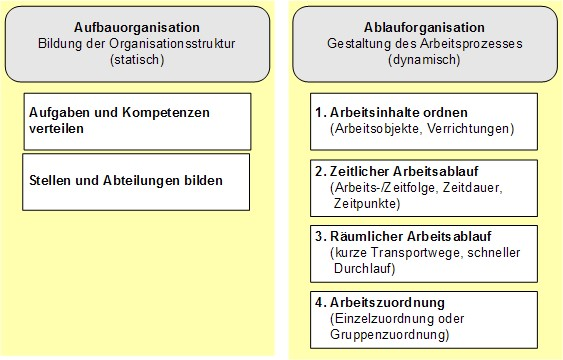 Aufbauorganisation
Bildung der Organisationsstruktur
(statisch)
Aufgaben und Kompetenzen
verteilen
Stellen und Abteilungen bilden
Ablauforganisation
Gestaltung des Arbeitsprozesses
(dynamisch)
1. Arbeitsinhalte ordnen
(Arbeitsobjekte, Verrichtungen)
2. Zeitlicher Arbeitsablauf
(Arbeits-/Zeitfolge, Zeitdauer,
Zeitpunkte)
3. Räumlicher Arbeitsablauf
(kurze Transportwege, schneller
Durchlauf)
4. Arbeitszuordnung
(Einzelzuordnung oder
Gruppenzuordnung)